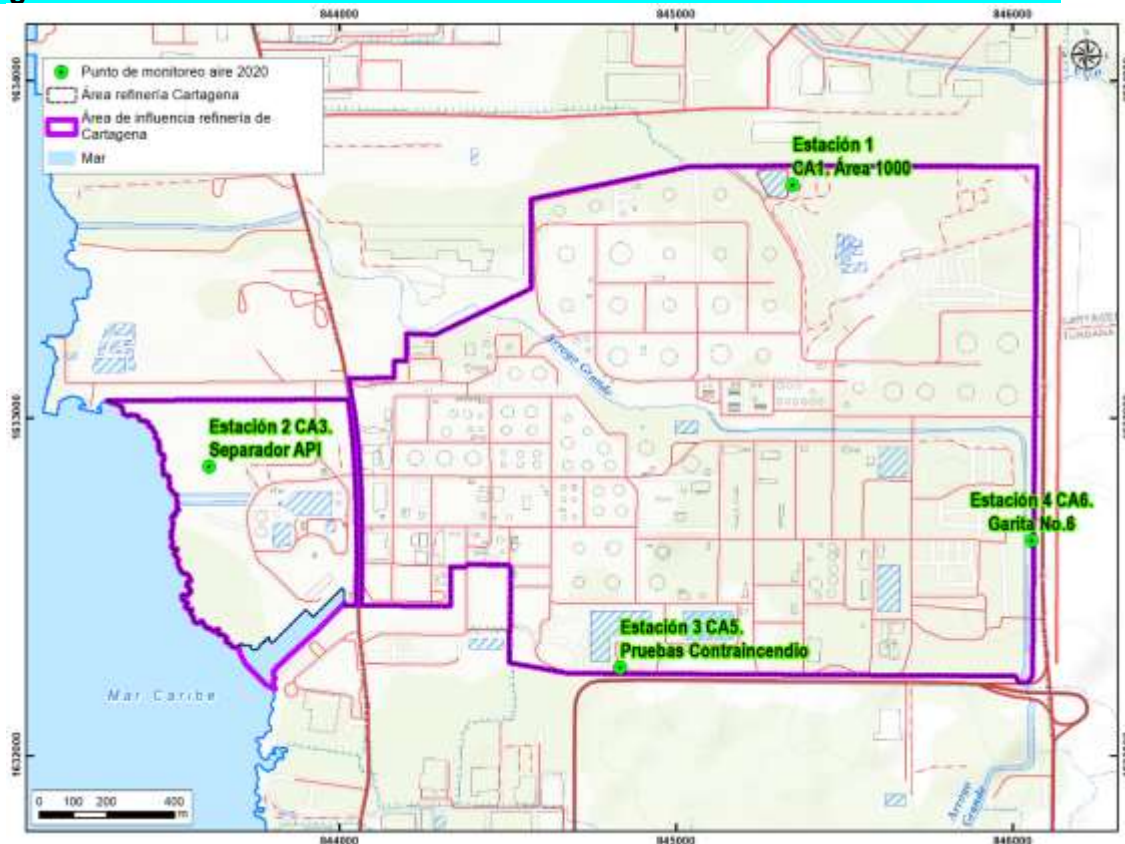 844000
845000
846000
Punto de monitoreo aire 2020
Área refinería Cartagena
Área de influencia refinería de
Cartagena
Mar
Estación 1
CA1. Área 1000
1633000
Arroyo Grande
Estación 2 CA3.
Separador API
Estación 4 CA6.
Garita No.6
Estación 3 CA5.
Pruebas Contraincendio
Mar Caribe
1632000
Arroyo
Grande
0 100 200 400
m
844000
845000
846000